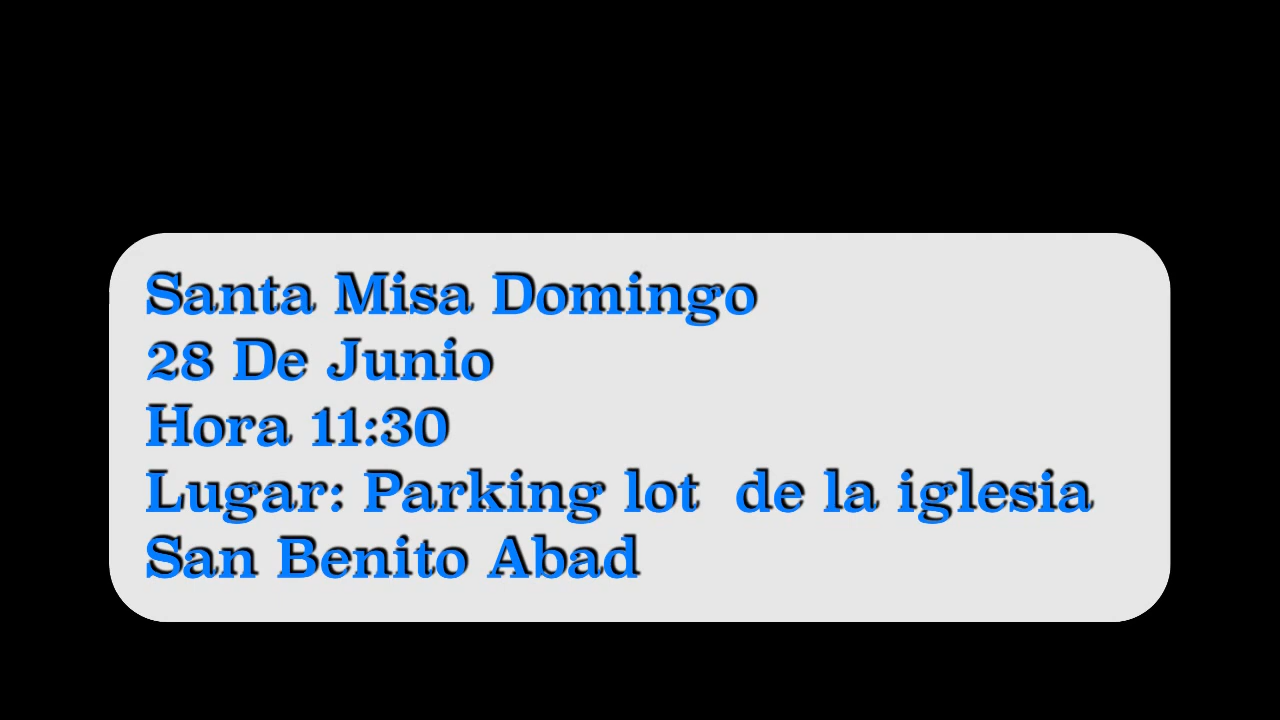 Santa Misa Domingo
28 De Junio
Hora 11:30
Lugar: Parking lot  de la iglesia
San Benito Abad